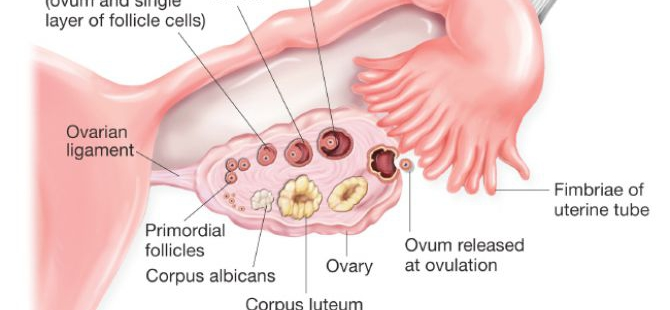 (ovum and single
layer of follicle cells)
Ovarian
ligament
Fimbriae of
uterine tube
Primordial
follicles
Ovum released
at ovulation
Corpus albicans
Ovary
Corpus luteum